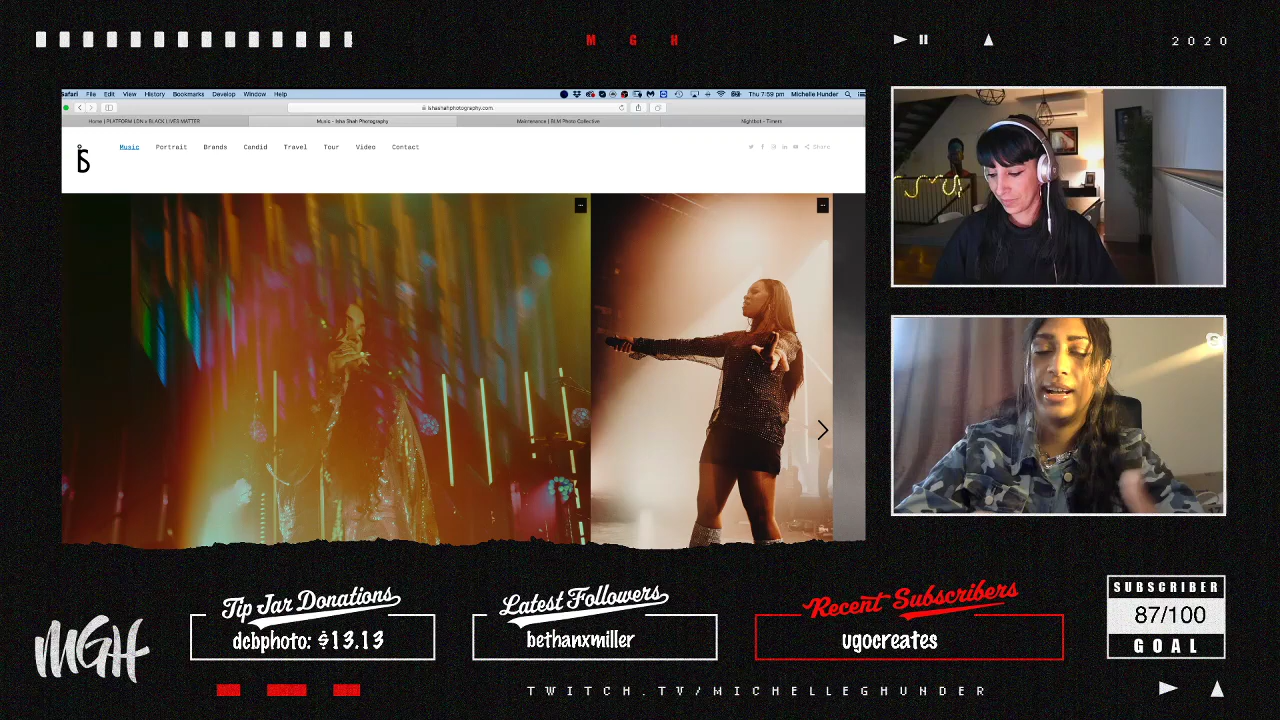 M G H
2020
Safari File Edit View History Bookmarks Develop Window Help
Thu 7:59 pm Michelle Hunder
ishashahphotography.com
Home | PLATFORM LDN x BLACK LIVES MATTER
Music - Isha Shah Photography
Maintenance | BLM Photo Collective
Nightbot - Timers
Music Portrait Brands Candid Travel Tour Video Contact
Share
Tip Jar Donations
dcbphoto: $13.13
Latest Followers
bethanxmiller
Recent Subscribers
ugocreates
SUBSCRIBER
87/100
GOAL
MGH
TWITCH.TV/MICHELLEGHUNDER